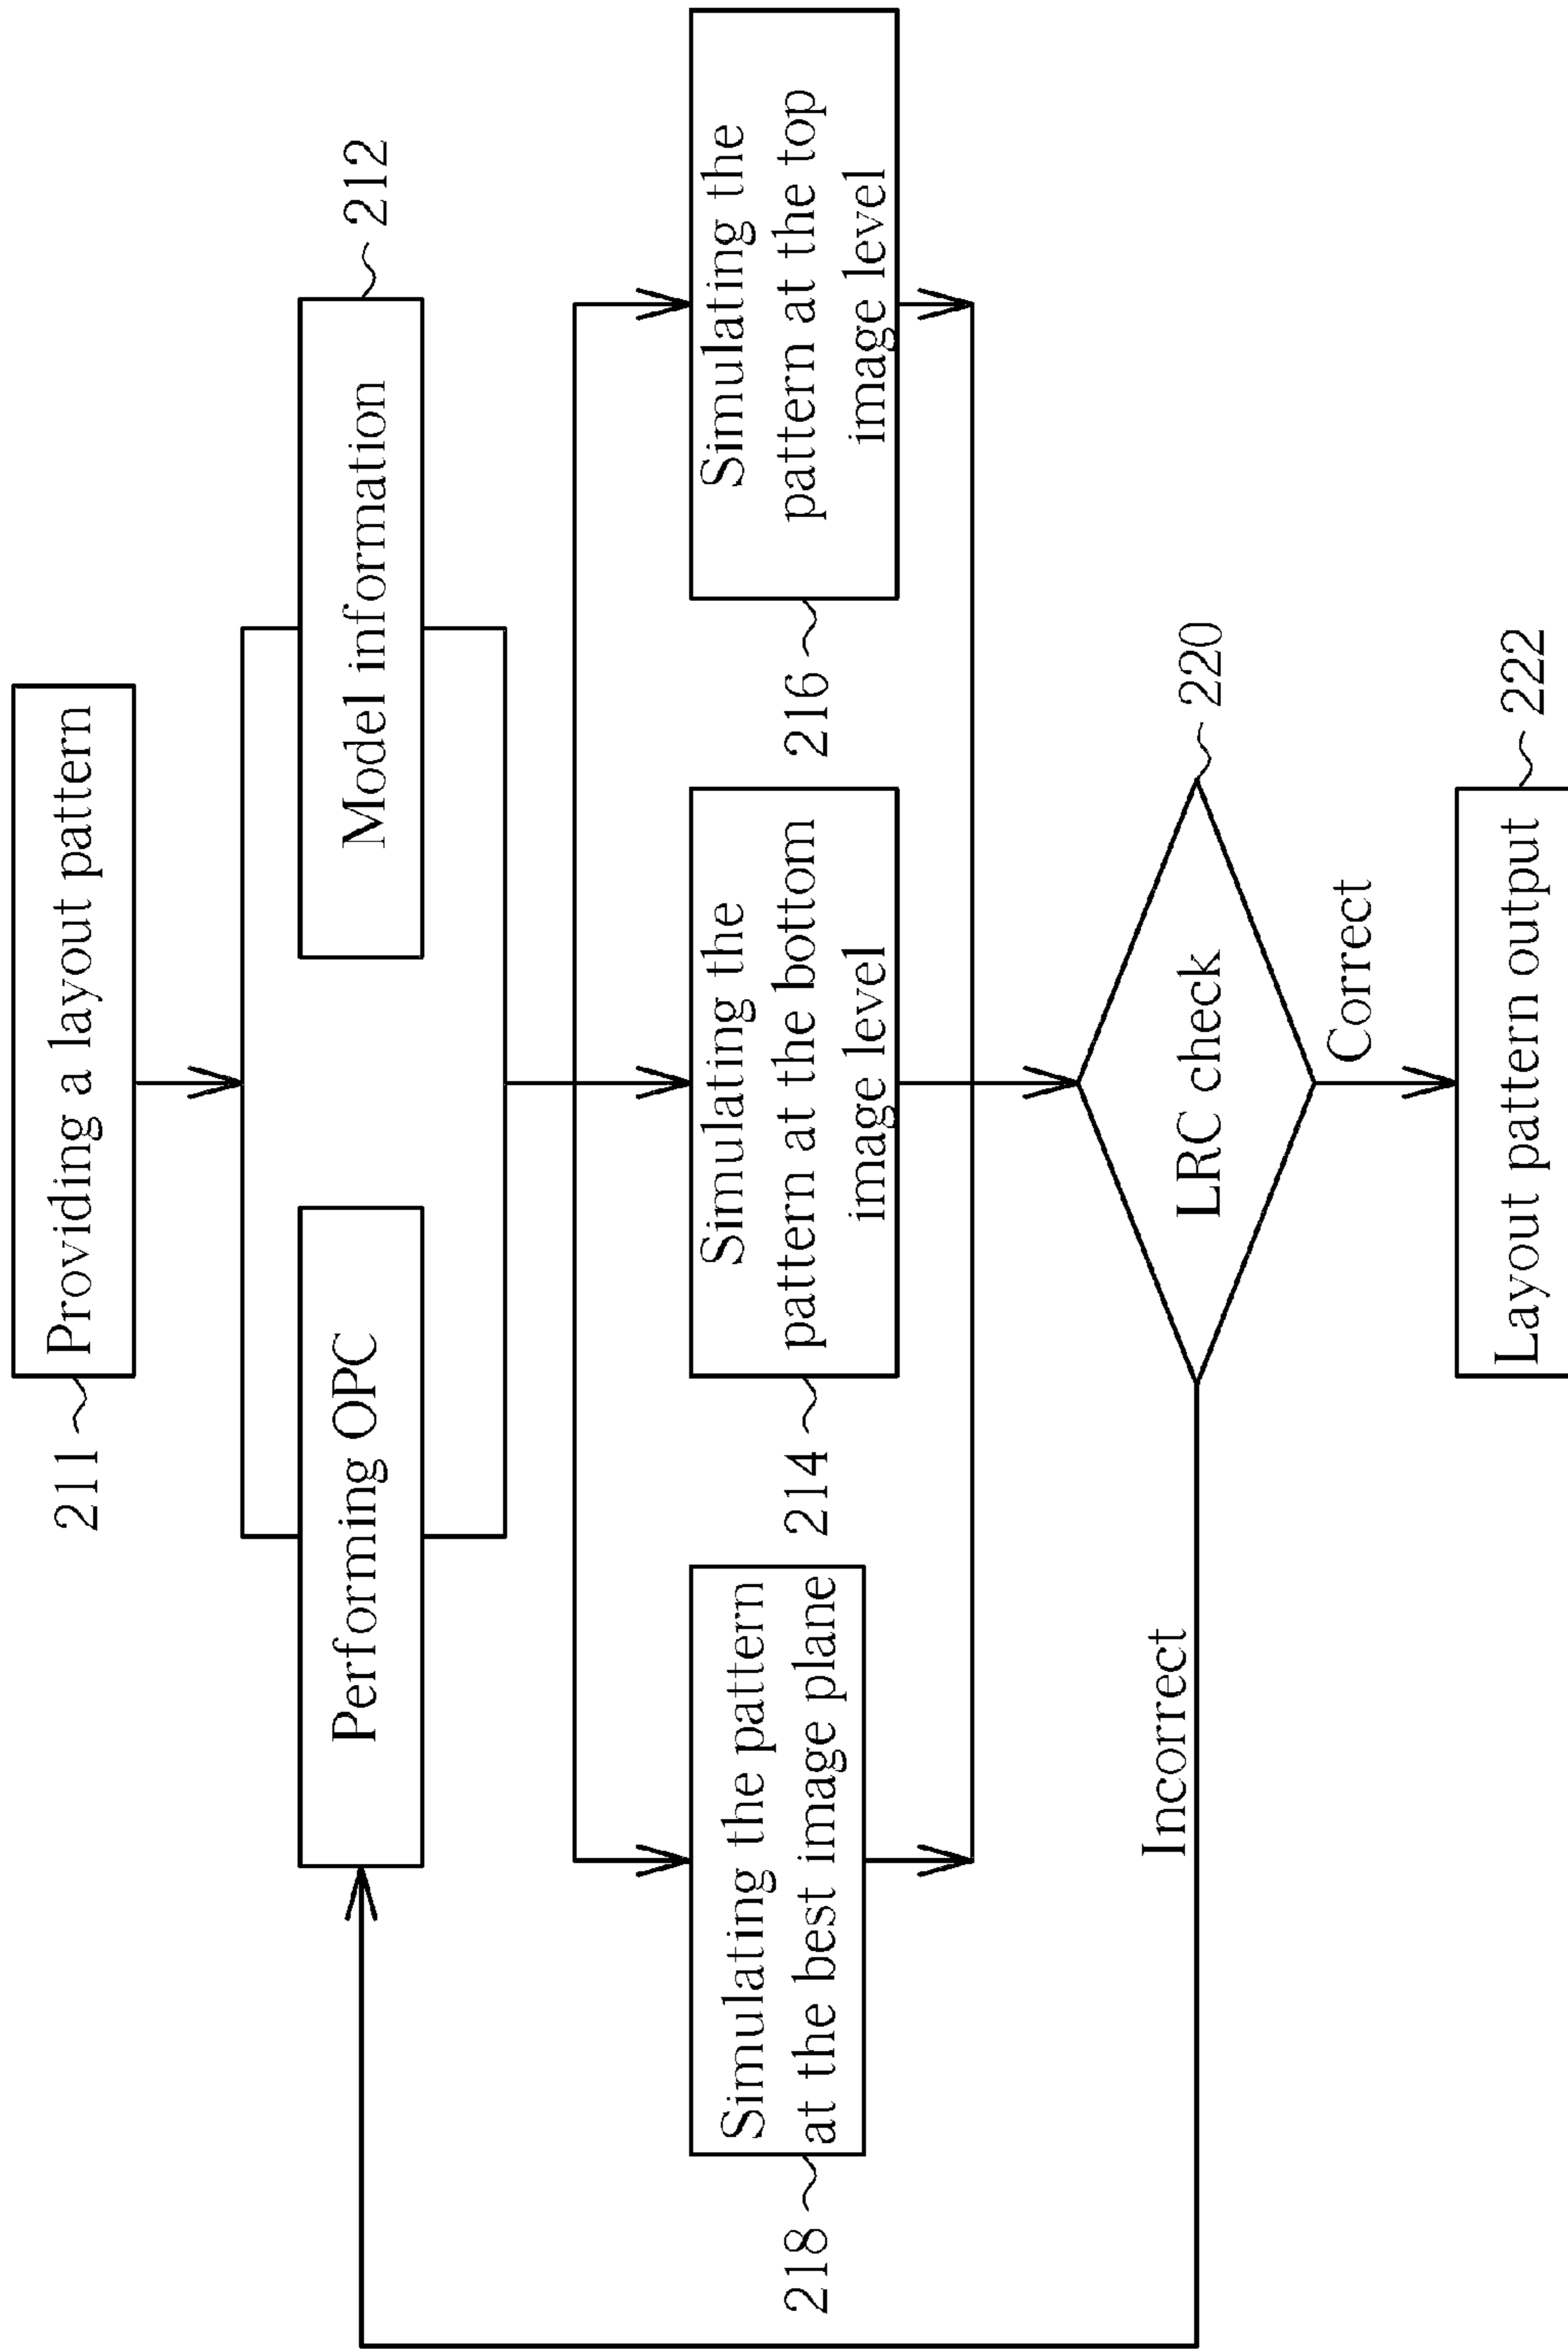 211
Providing a layout pattern
Performing OPC
Model information
212
218
Simulating the pattern
at the best image plane
214
Simulating the
pattern at the bottom
image level
216
Simulating the
pattern at the top
image level
Incorrect
LRC check
220
Correct
Layout pattern output
222